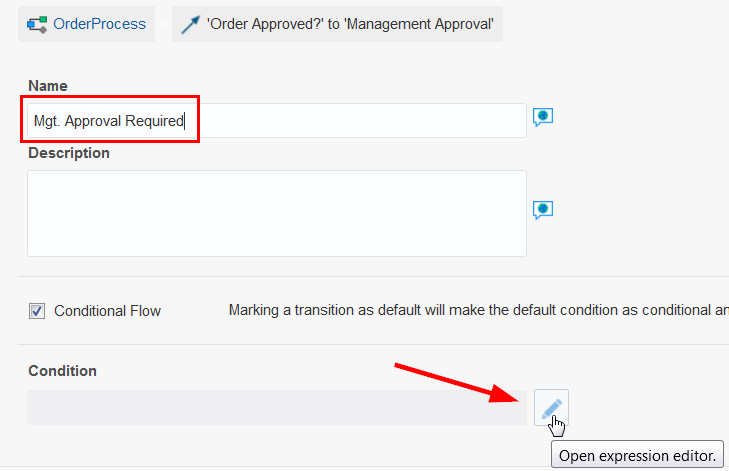 OrderProcess 'Order Approved?' to 'Management Approval'
Name
Mgt. Approval Required
Description
Conditional Flow Marking a transition as default will make the default condition as conditional an
Condition
Open expression editor.